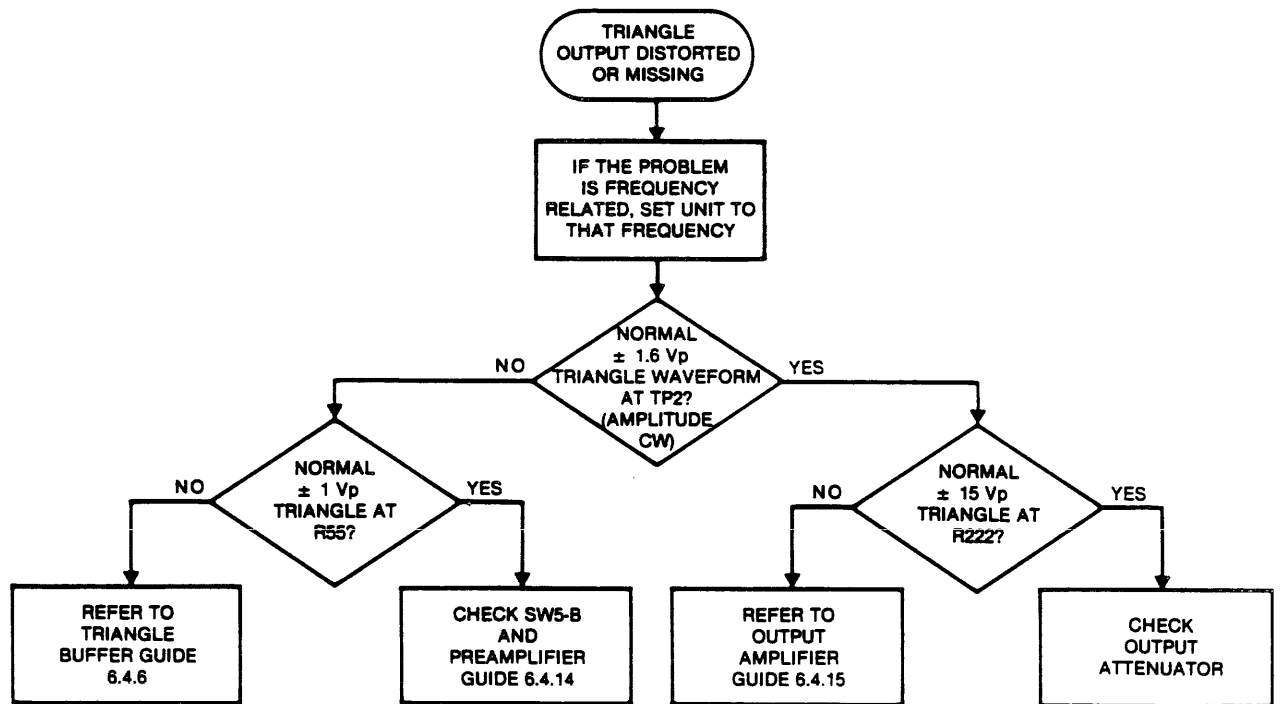 TRIANGLE
OUTPUT DISTORTED
OR MISSING
IF THE PROBLEM
IS FREQUENCY
RELATED, SET UNIT TO
THAT FREQUENCY
NORMAL
± 1.6 Vp
TRIANGLE WAVEFORM
AT TP2?
(AMPLITUDE
CW)
NO
YES
NORMAL
± 1 Vp
TRIANGLE AT
R55?
NO
YES
NORMAL
± 15 Vp
TRIANGLE AT
R222?
NO
YES
REFER TO
TRIANGLE
BUFFER GUIDE
6.4.6
CHECK SW5-B
AND
PREAMPLIFIER
GUIDE 6.4.14
REFER TO
OUTPUT
AMPLIFIER
GUIDE 6.4.15
CHECK
OUTPUT
ATTENUATOR